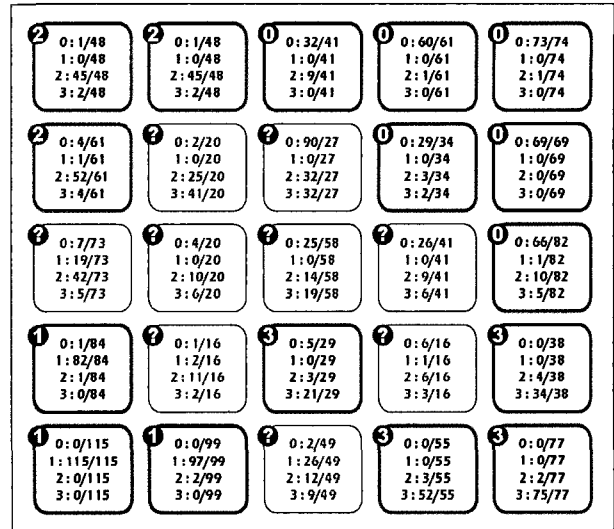 2
0 : 1/48
1 : 0/48
2 : 45/48
3 : 2/48
2
0 : 1/48
1 : 0/48
2 : 45/48
3 : 2/48
0
0 : 32/41
1 : 0/41
2 : 9/41
3 : 0/41
0
0 : 60/61
1 : 0/61
2 : 1/61
3 : 0/61
0
0 : 73/74
1 : 0/74
2 : 1/74
3 : 0/74
2
0 : 4/61
1 : 1/61
2 : 52/61
3 : 4/61
?
0 : 2/20
1 : 0/20
2 : 25/20
3 : 41/20
?
0 : 90/27
1 : 0/27
2 : 32/27
3 : 32/27
0
0 : 29/34
1 : 0/34
2 : 3/34
3 : 2/34
0
0 : 69/69
1 : 0/69
2 : 0/69
3 : 0/69
?
0 : 7/73
1 : 19/73
2 : 42/73
3 : 5/73
?
0 : 4/20
1 : 0/20
2 : 10/20
3 : 6/20
?
0 : 25/58
1 : 0/58
2 : 14/58
3 : 19/58
?
0 : 26/41
1 : 0/41
2 : 9/41
3 : 6/41
0
0 : 66/82
1 : 1/82
2 : 10/82
3 : 5/82
1
0 : 1/84
1 : 82/84
2 : 1/84
3 : 0/84
?
0 : 1/16
1 : 2/16
2 : 11/16
3 : 2/16
3
0 : 5/29
1 : 0/29
2 : 3/29
3 : 21/29
?
0 : 6/16
1 : 1/16
2 : 6/16
3 : 3/16
3
0 : 0/38
1 : 0/38
2 : 4/38
3 : 34/38
1
0 : 0/115
1 : 115/115
2 : 0/115
3 : 0/115
1
0 : 0/99
1 : 97/99
2 : 2/99
3 : 0/99
?
0 : 2/49
1 : 26/49
2 : 12/49
3 : 9/49
3
0 : 0/55
1 : 0/55
2 : 3/55
3 : 52/55
3
0 : 0/77
1 : 0/77
2 : 2/77
3 : 75/77